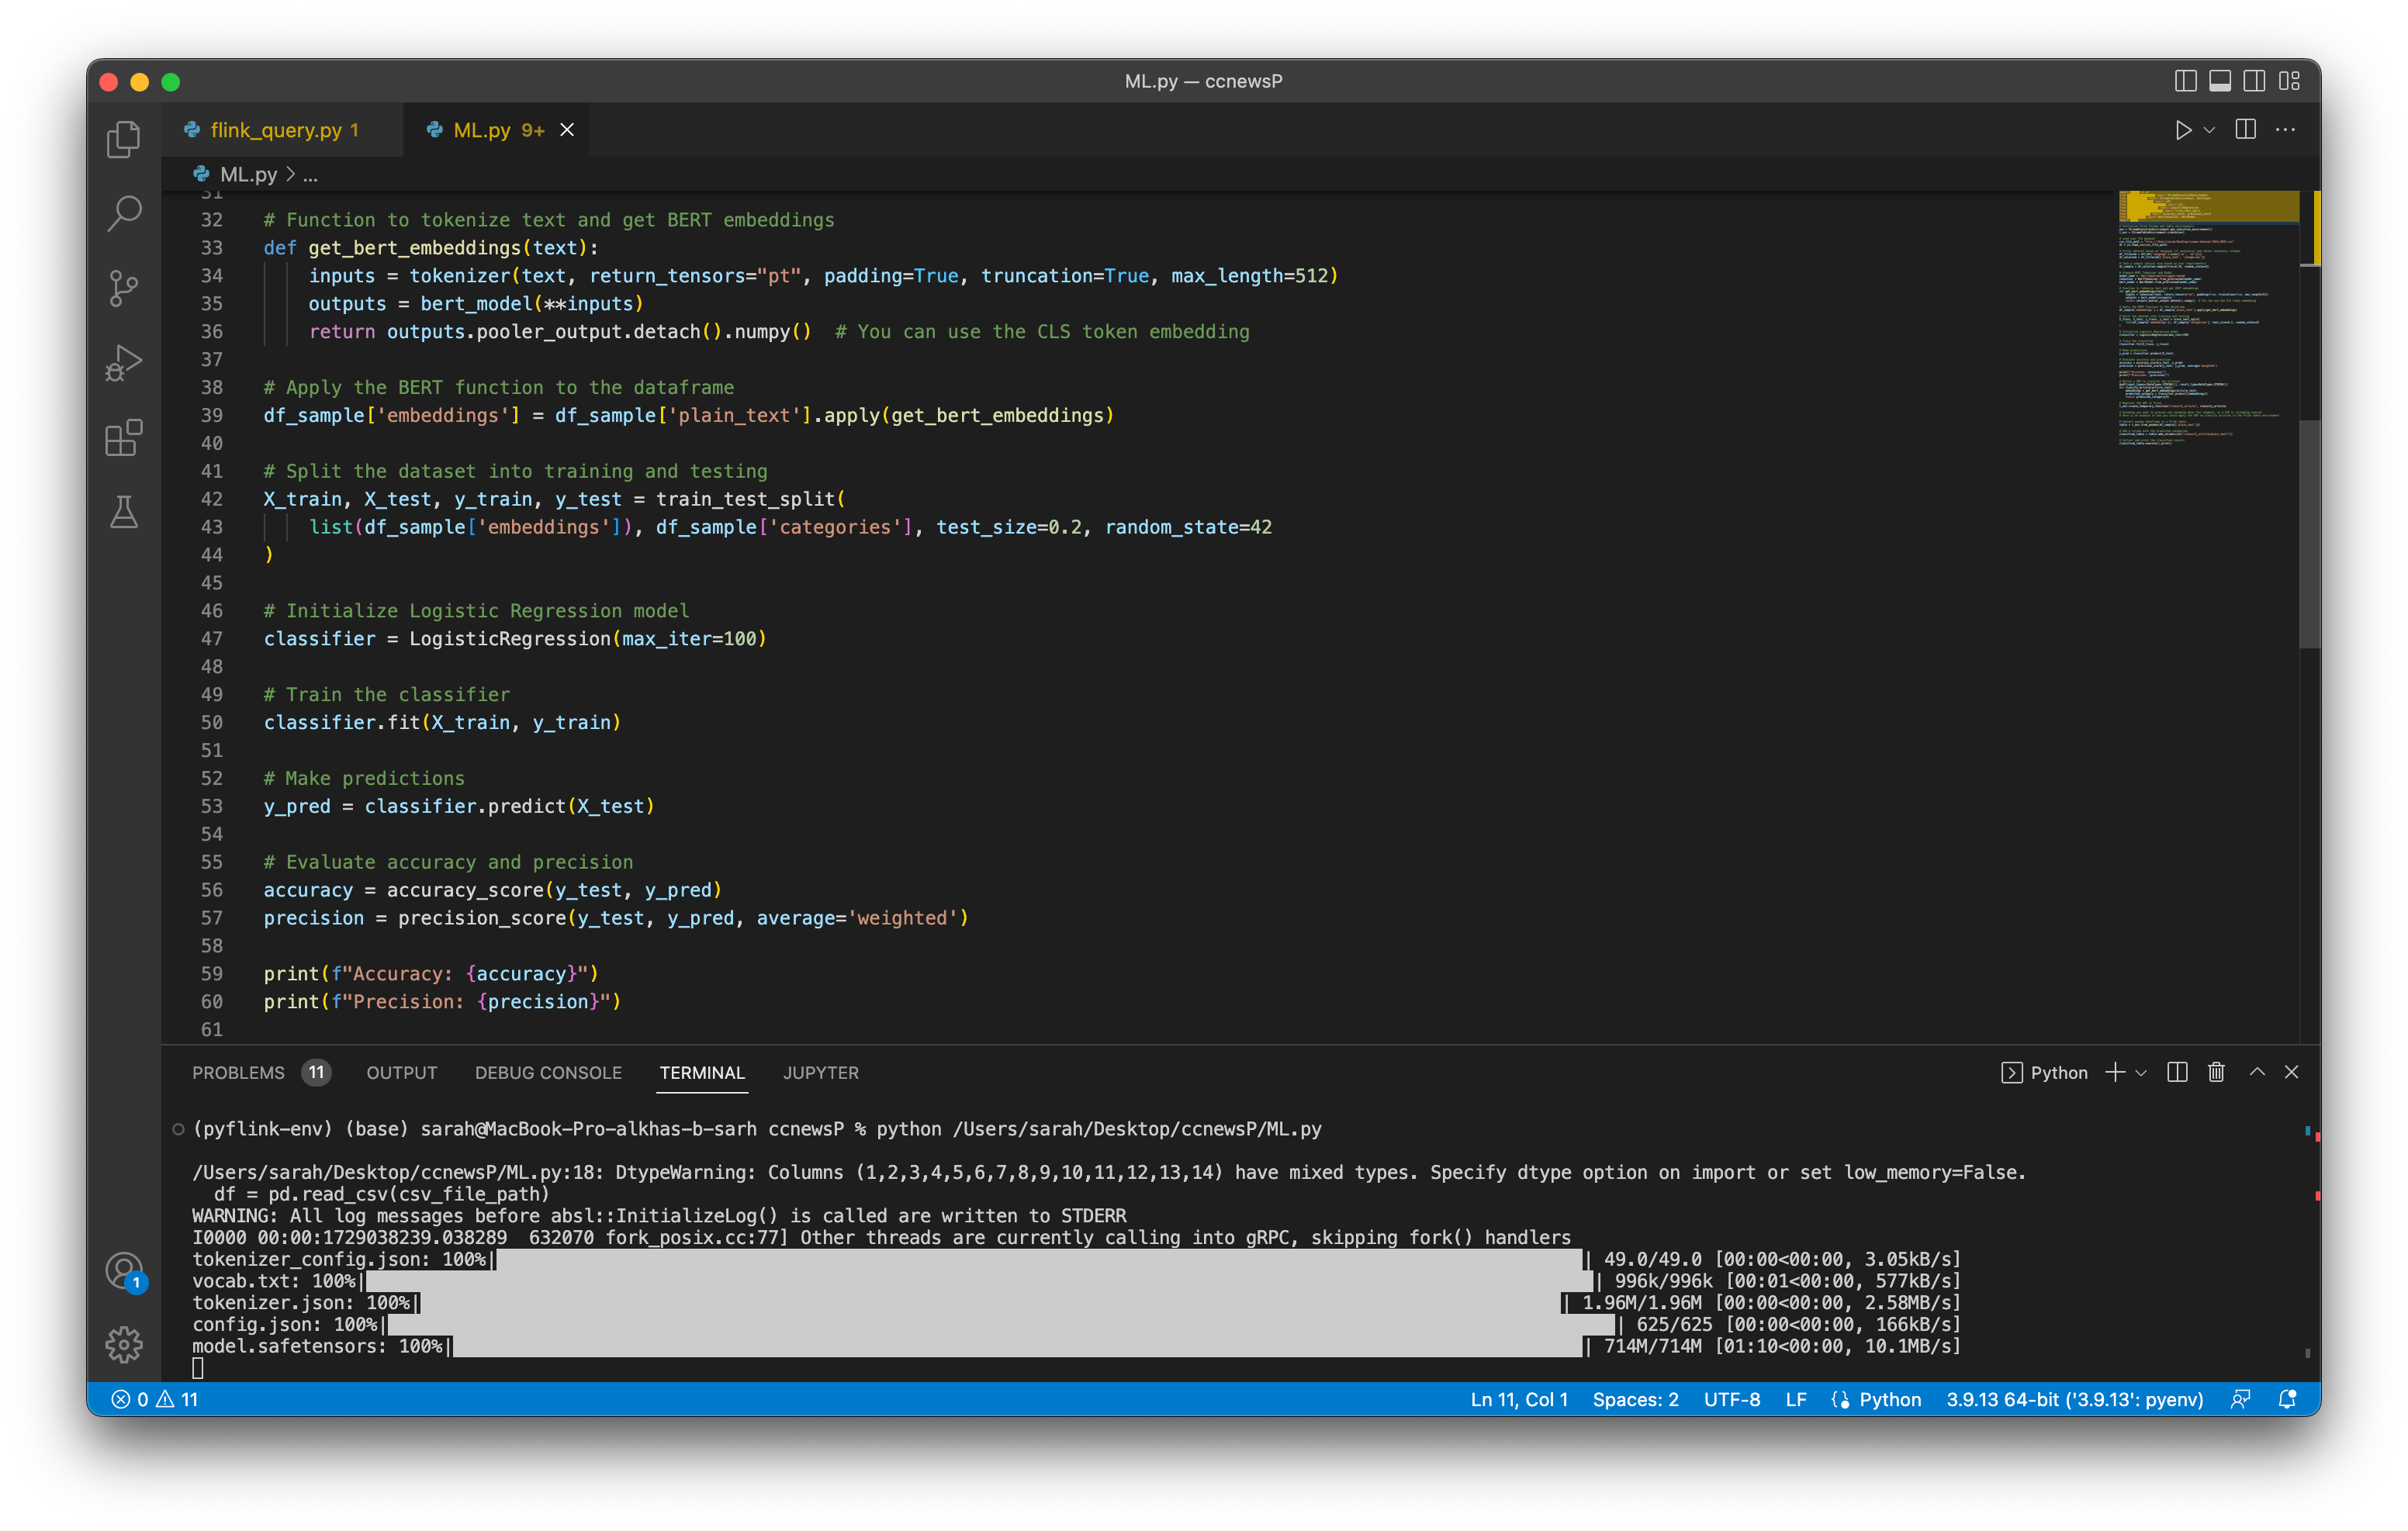 ML.py — ccnewsP
flink_query.py 1
ML.py 9+
ML.py > ...
31
32 # Function to tokenize text and get BERT embeddings
33 def get_bert_embeddings(text):
34     inputs = tokenizer(text, return_tensors="pt", padding=True, truncation=True, max_length=512)
35     outputs = bert_model(**inputs)
36     return outputs.pooler_output.detach().numpy()  # You can use the CLS token embedding
37
38 # Apply the BERT function to the dataframe
39 df_sample['embeddings'] = df_sample['plain_text'].apply(get_bert_embeddings)
40
41 # Split the dataset into training and testing
42 X_train, X_test, y_train, y_test = train_test_split(
43     list(df_sample['embeddings']), df_sample['categories'], test_size=0.2, random_state=42
44 )
45
46 # Initialize Logistic Regression model
47 classifier = LogisticRegression(max_iter=100)
48
49 # Train the classifier
50 classifier.fit(X_train, y_train)
51
52 # Make predictions
53 y_pred = classifier.predict(X_test)
54
55 # Evaluate accuracy and precision
56 accuracy = accuracy_score(y_test, y_pred)
57 precision = precision_score(y_test, y_pred, average='weighted')
58
59 print(f"Accuracy: {accuracy}")
60 print(f"Precision: {precision}")
61
PROBLEMS 11 OUTPUT DEBUG CONSOLE TERMINAL JUPYTER Python
(pyflink-env) (base) sarah@MacBook-Pro-alkhas-b-sarh ccnewsP % python /Users/sarah/Desktop/ccnewsP/ML.py
/Users/sarah/Desktop/ccnewsP/ML.py:18: DtypeWarning: Columns (1,2,3,4,5,6,7,8,9,10,11,12,13,14) have mixed types. Specify dtype option on import or set low_memory=False.
  df = pd.read_csv(csv_file_path)
WARNING: All log messages before absl::InitializeLog() is called are written to STDERR
I0000 00:00:1729038239.038289  632070 fork_posix.cc:77] Other threads are currently calling into gRPC, skipping fork() handlers
tokenizer_config.json: 100%| | 49.0/49.0 [00:00<00:00, 3.05kB/s]
vocab.txt: 100%| | 996k/996k [00:01<00:00, 577kB/s]
tokenizer.json: 100%| | 1.96M/1.96M [00:00<00:00, 2.58MB/s]
config.json: 100%| | 625/625 [00:00<00:00, 166kB/s]
model.safetensors: 100%| | 714M/714M [01:10<00:00, 10.1MB/s]
1
0 11 Ln 11, Col 1 Spaces: 2 UTF-8 LF {} Python 3.9.13 64-bit ('3.9.13': pyenv)